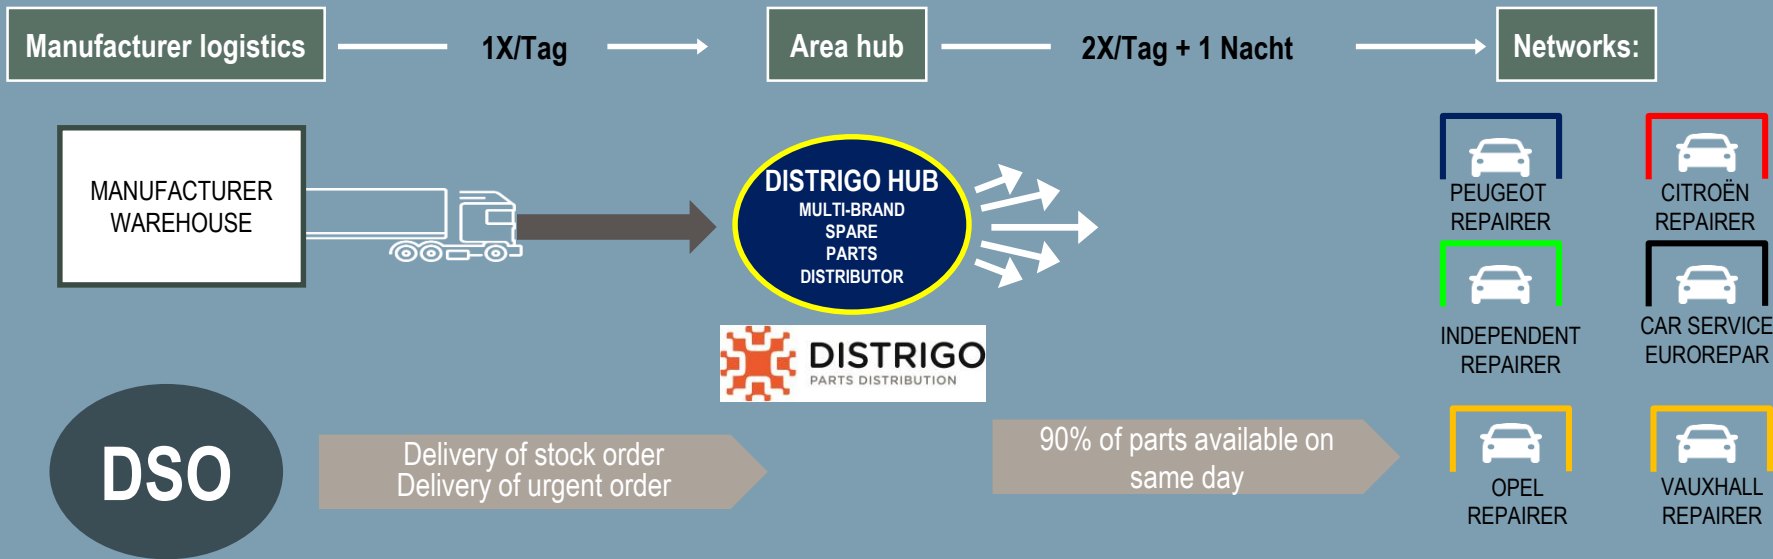 Manufacturer logistics
1X/Tag
Area hub
2X/Tag + 1 Nacht
Networks:
MANUFACTURER
WAREHOUSE
DISTRIGO HUB
MULTI-BRAND
SPARE
PARTS
DISTRIBUTOR
DISTRIGO
PARTS DISTRIBUTION
PEUGEOT
REPAIRER
CITROËN
REPAIRER
INDEPENDENT
REPAIRER
CAR SERVICE
EUROREPAR
DSO
Delivery of stock order
Delivery of urgent order
90% of parts available on
same day
OPEL
REPAIRER
VAUXHALL
REPAIRER